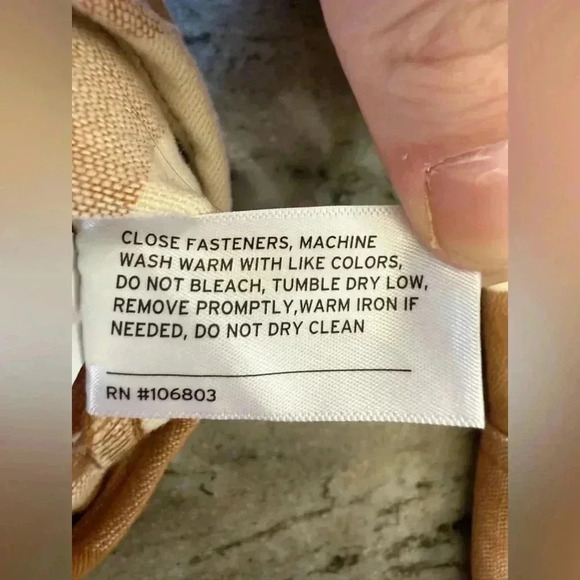 CLOSE FASTENERS, MACHINE
WASH WARM WITH LIKE COLORS,
DO NOT BLEACH, TUMBLE DRY LOW,
REMOVE PROMPTLY,WARM IRON IF
NEEDED, DO NOT DRY CLEAN
RN #106803